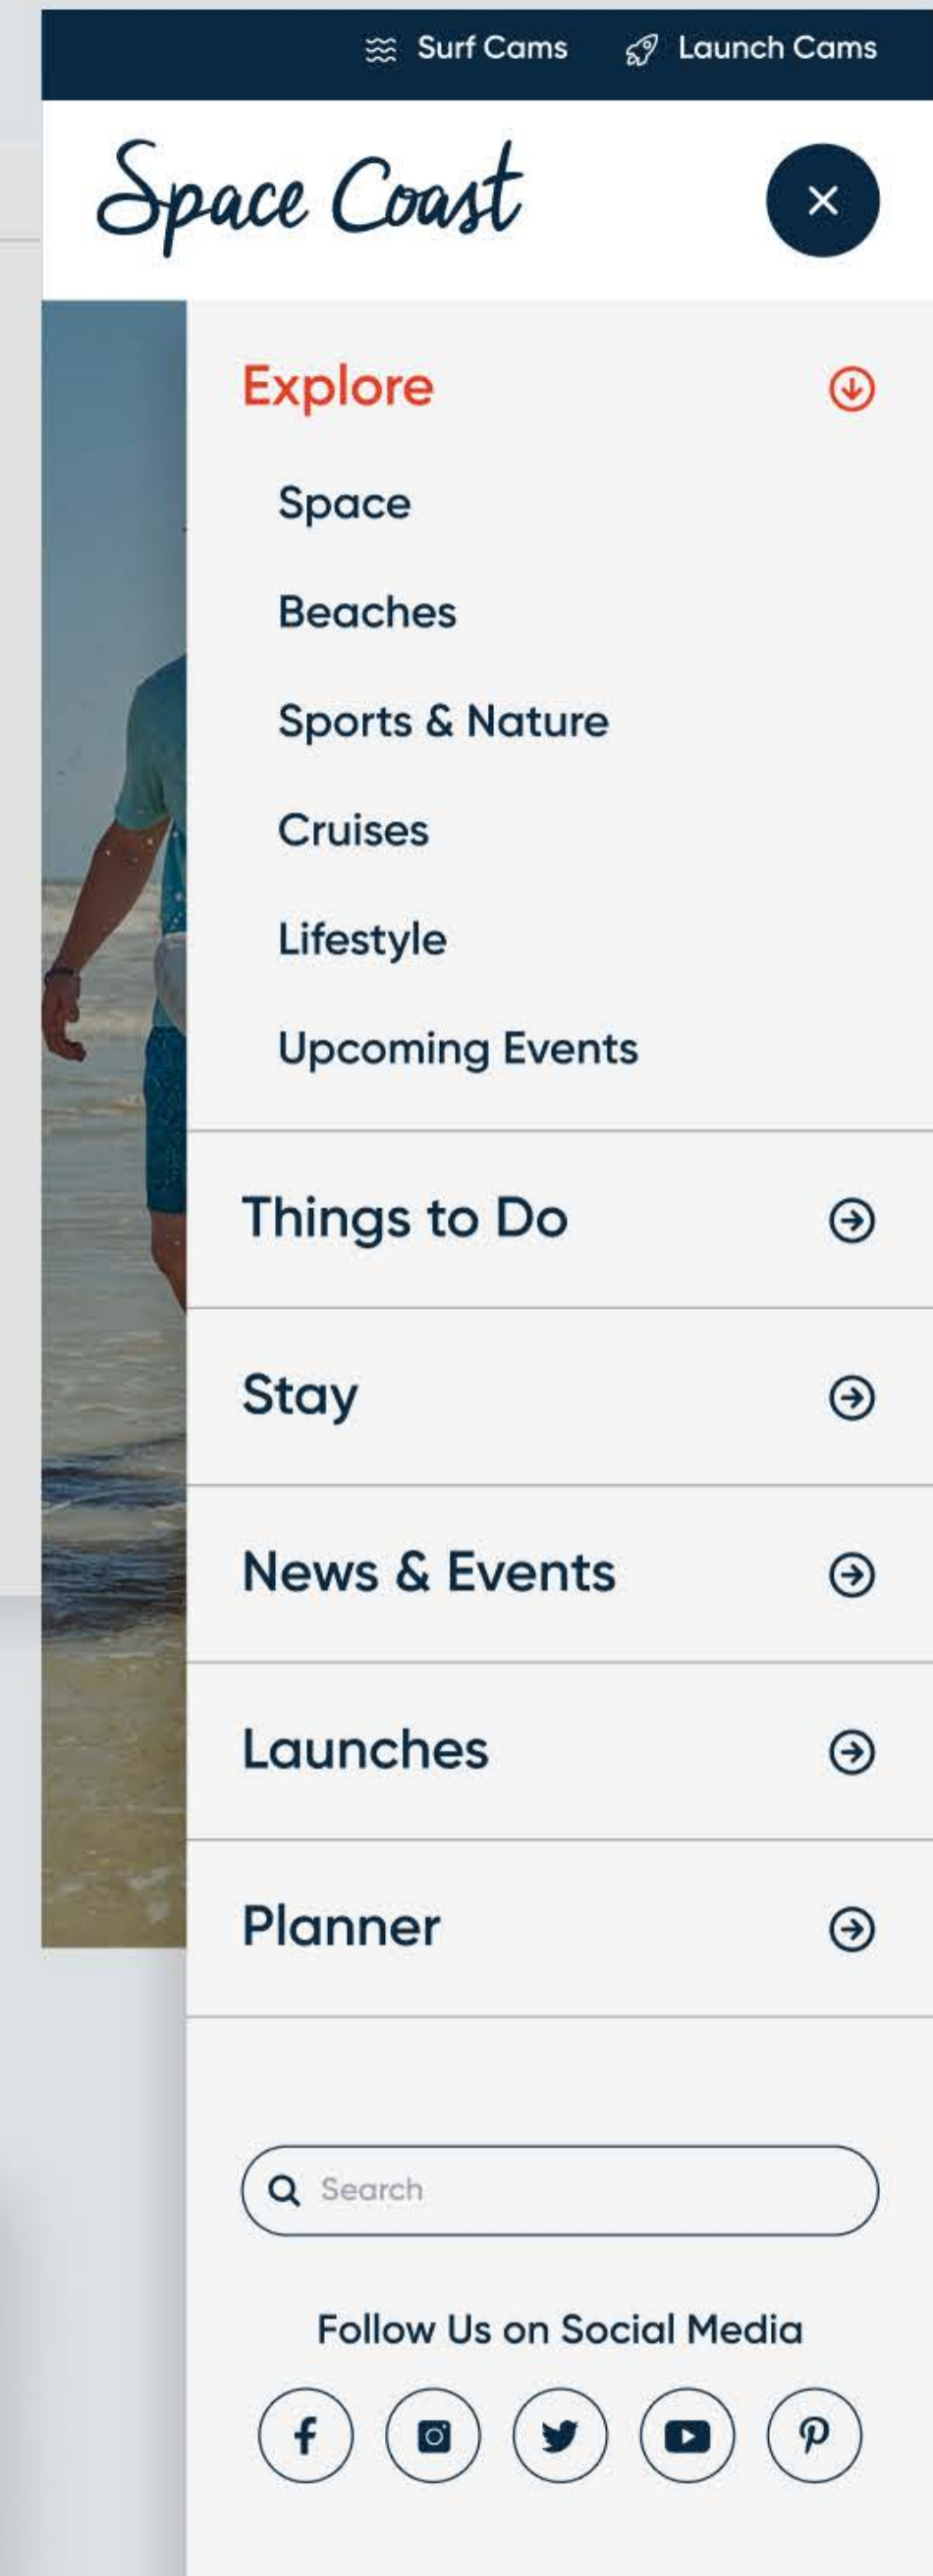 Surf Cams
Launch Cams
Space Coast
Explore
Space
Beaches
Sports & Nature
Cruises
Lifestyle
Upcoming Events
Things to Do
Stay
News & Events
Launches
Planner
Search
Follow Us on Social Media